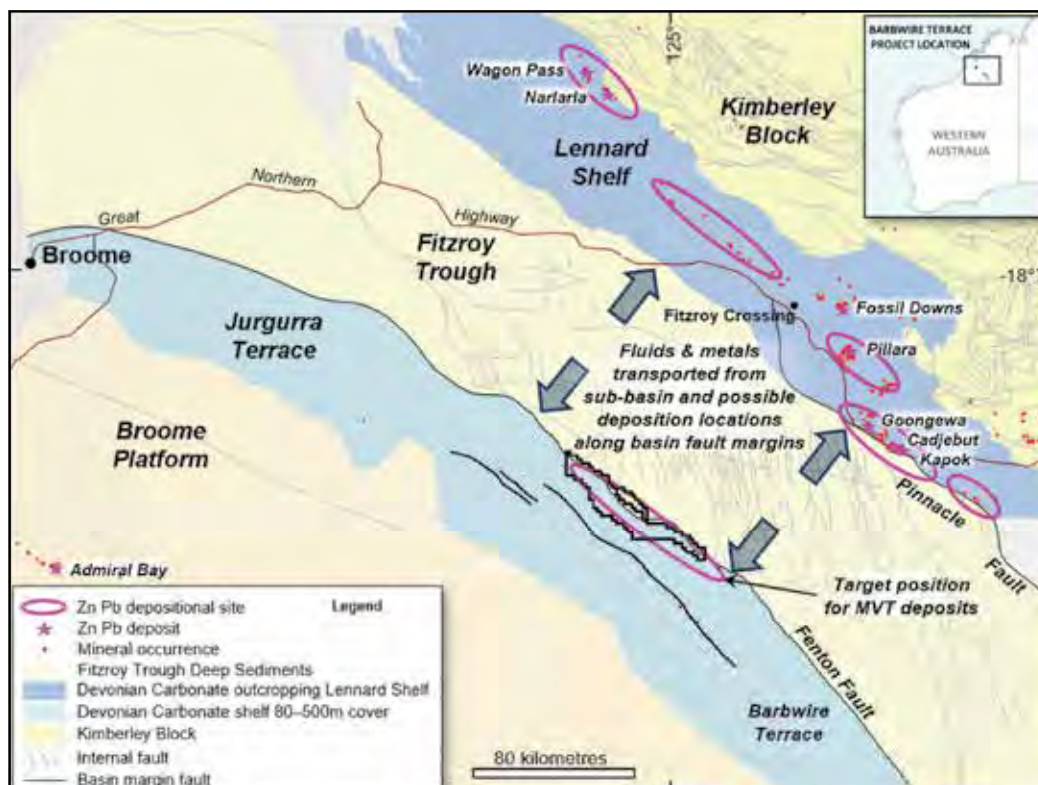 125°
BARBWIRE TERRACE
PROJECT LOCATION
WESTERN
AUSTRALIA
Wagon Pass
Narlarla
Kimberley
Block
Lennard
Shelf
Great
Northern
Highway
Broome
Fitzroy
Trough
-18°
Fitzroy Crossing
Fossil Downs
Jurgurra
Terrace
Pillara
Fluids & metals
transported from
sub-basin and possible
deposition locations
along basin fault margins
Goongewa
Cadjebut
Kapok
Broome
Platform
Pinnacle
Fault
Admiral Bay
Target position
for MVT deposits
Fenton Fault
Barbwire
Terrace
80 kilometres
Legend
Zn Pb depositional site
Zn Pb deposit
Mineral occurrence
Fitzroy Trough Deep Sediments
Devonian Carbonate outcropping Lennard Shelf
Devonian Carbonate shelf 80–500m cover
Kimberley Block
Internal fault
Basin margin fault